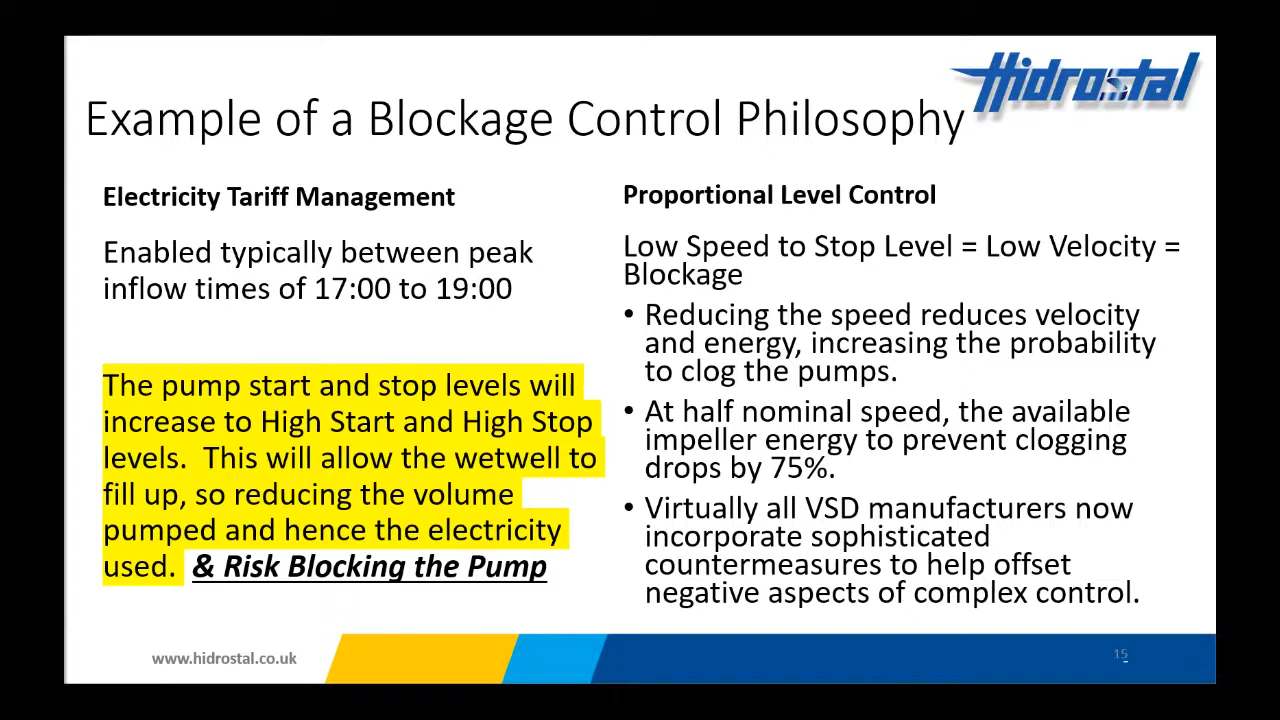 Hidrostal
Example of a Blockage Control Philosophy
Electricity Tariff Management
Enabled typically between peak
inflow times of 17:00 to 19:00
The pump start and stop levels will
increase to High Start and High Stop
levels.  This will allow the wetwell to
fill up, so reducing the volume
pumped and hence the electricity
used.  & Risk Blocking the Pump
Proportional Level Control
Low Speed to Stop Level = Low Velocity =
Blockage
• Reducing the speed reduces velocity
and energy, increasing the probability
to clog the pumps.
• At half nominal speed, the available
impeller energy to prevent clogging
drops by 75%.
• Virtually all VSD manufacturers now
incorporate sophisticated
countermeasures to help offset
negative aspects of complex control.
www.hidrostal.co.uk
15